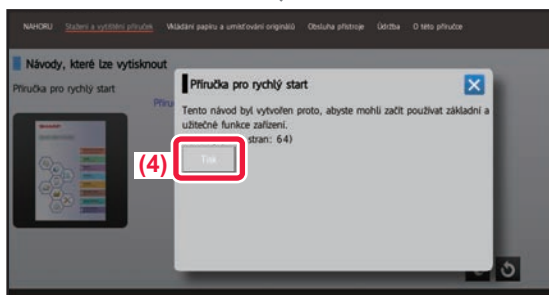 NAHORU Stažení a vytištění příruček Vkládání papíru a umisťování originálů Obsluha přístroje Údržba O této příručce
Návody, které lze vytisknout
Příručka pro rychlý start
Příručka pro rychlý start
Tento návod byl vytvořen proto, abyste mohli začít používat základní a
užitečné funkce zařízení.
stran: 64)
(4)
Tisk